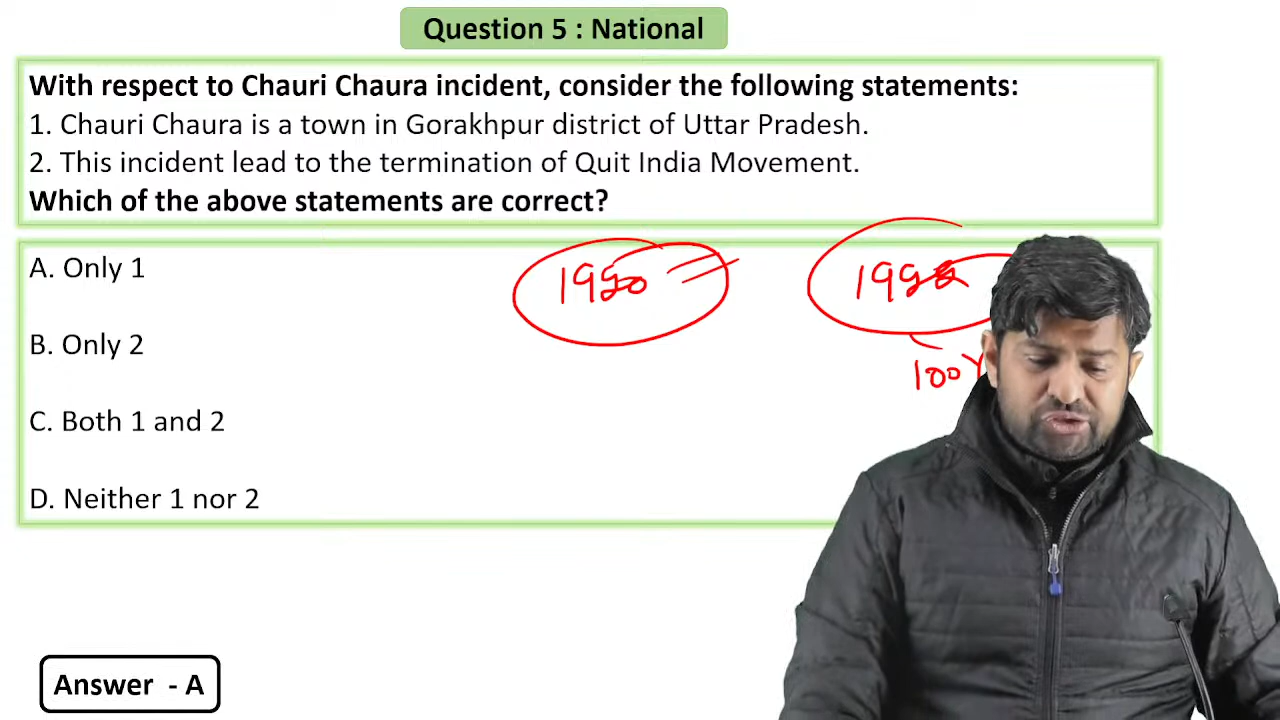 Question 5 : National
With respect to Chauri Chaura incident, consider the following statements:
1. Chauri Chaura is a town in Gorakhpur district of Uttar Pradesh.
2. This incident lead to the termination of Quit India Movement.
Which of the above statements are correct?
A. Only 1
1920
B. Only 2
100Y
C. Both 1 and 2
D. Neither 1 nor 2
Answer - A